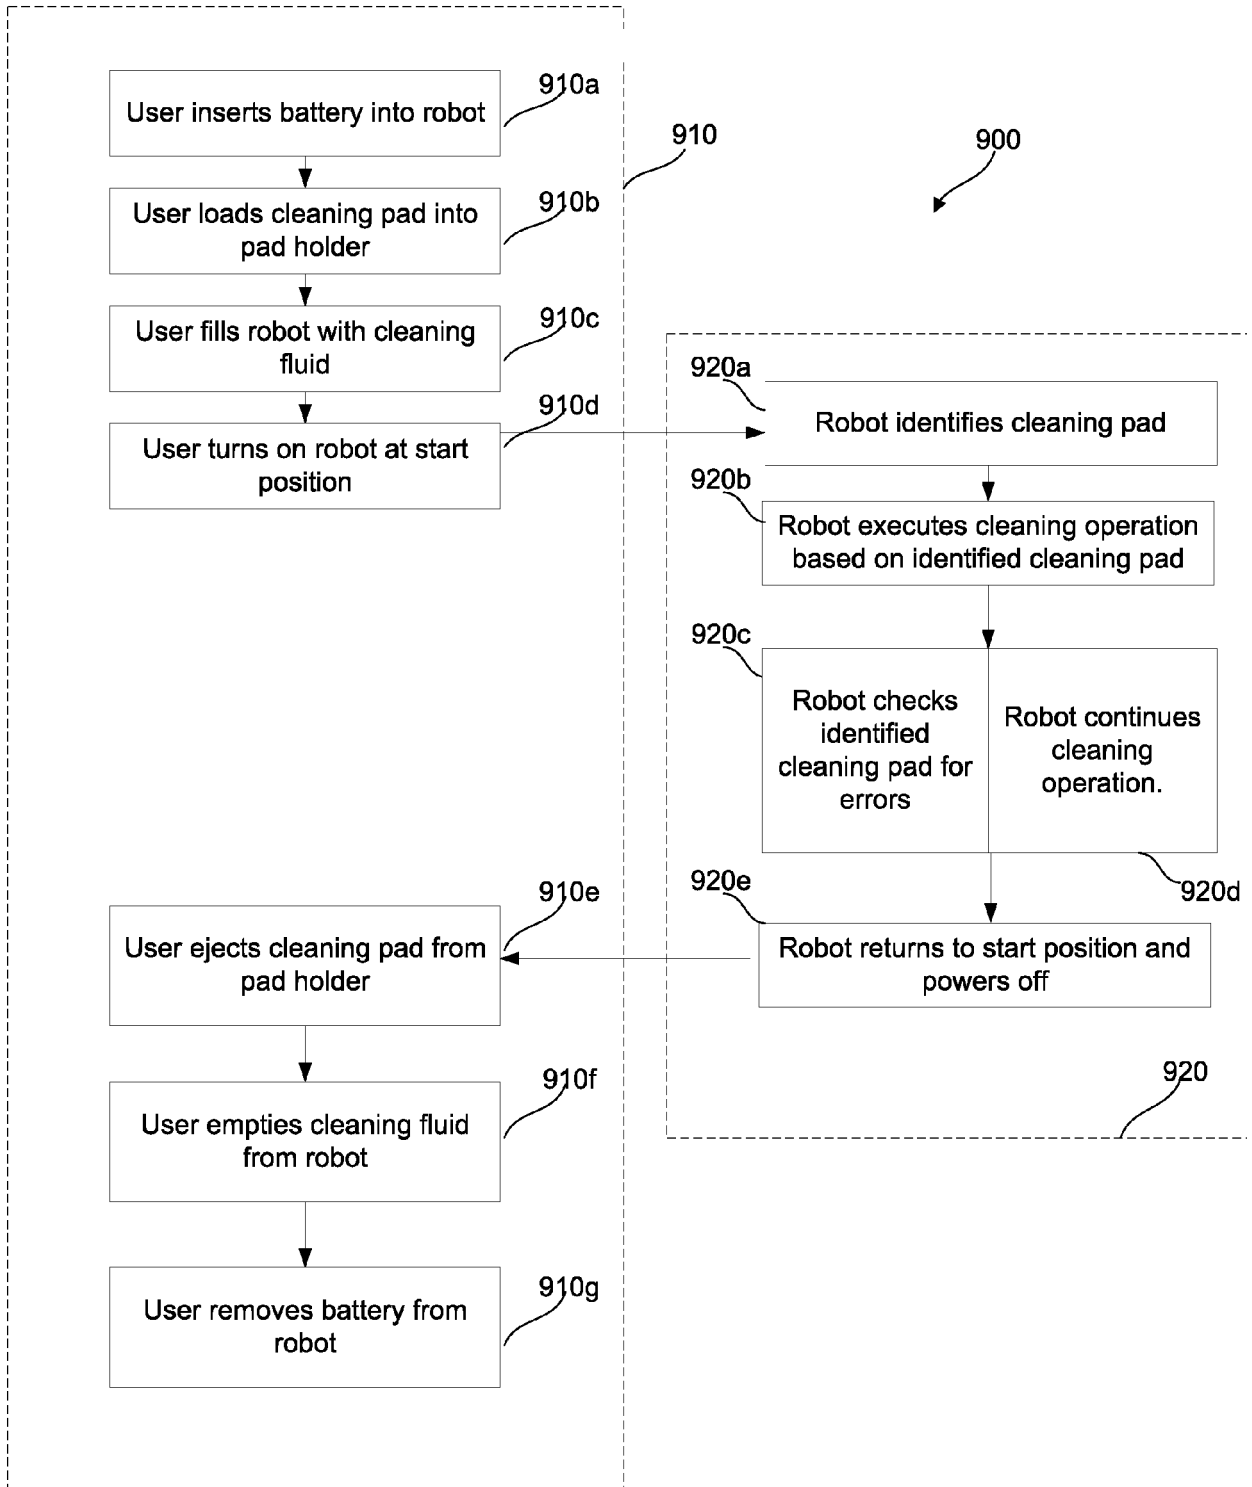 910a
User inserts battery into robot
910
900
910b
User loads cleaning pad into
pad holder
910c
User fills robot with cleaning
fluid
910d
User turns on robot at start
position
920a
Robot identifies cleaning pad
920b
Robot executes cleaning operation
based on identified cleaning pad
920c
Robot checks
identified
cleaning pad for
errors
Robot continues
cleaning
operation.
920d
920e
Robot returns to start position and
powers off
910e
User ejects cleaning pad from
pad holder
920
910f
User empties cleaning fluid
from robot
910g
User removes battery from
robot